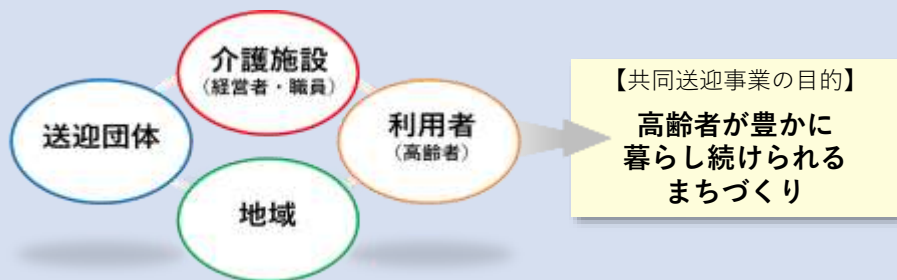 介護施設
（経営者・職員）
送迎団体
利用者
（高齢者）
地域
【共同送迎事業の目的】
高齢者が豊かに
暮らし続けられる
まちづくり